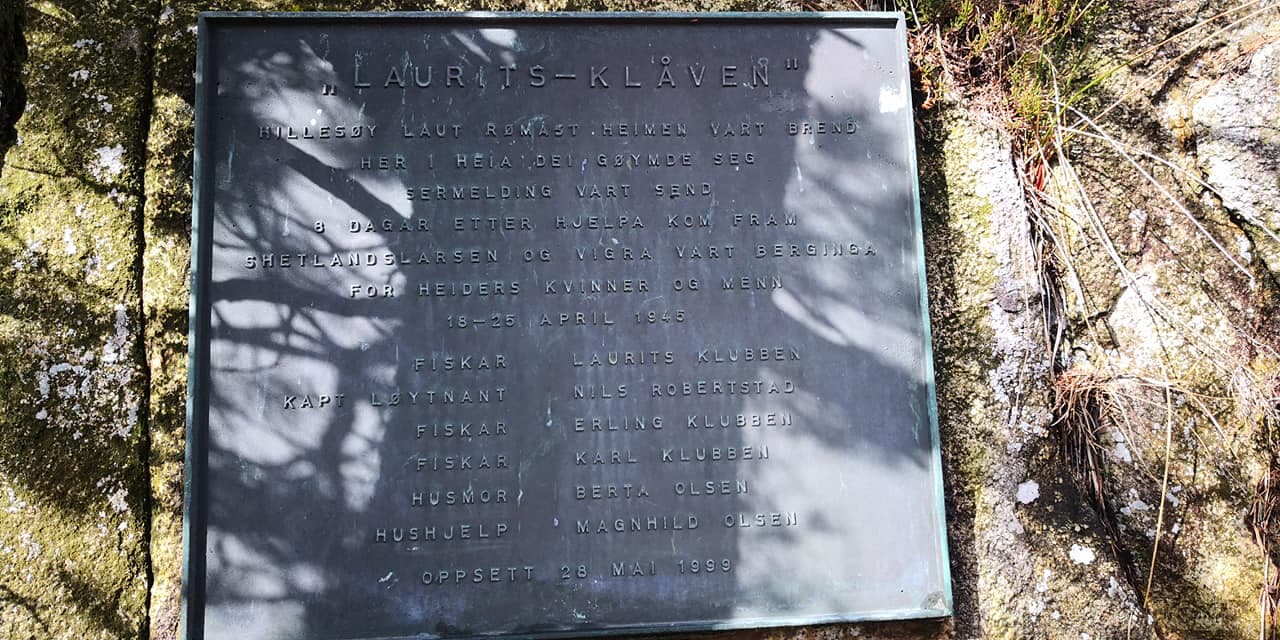 „LAURITS–KLÅVEN"
HILLESØY LAUT RØMAST HEIMEN VART BREND
HER I HEIA DEI GØYMDE SEG
SERMELDING VART SEND
8 DAGAR ETTER HJELPA KOM FRAM
SHETLANDSLARSEN OG VIGRA VART BERGINGA
FOR HEIDERS KVINNER OG MENN
18–25 APRIL 1945
FISKAR LAURITS KLUBBEN
KAPT LØYTNANT NILS ROBERTSTAD
FISKAR ERLING KLUBBEN
FISKAR KARL KLUBBEN
HUSMOR BERTA OLSEN
HUSHJELP MAGNHILD OLSEN
OPPSETT 28 MAI 1999